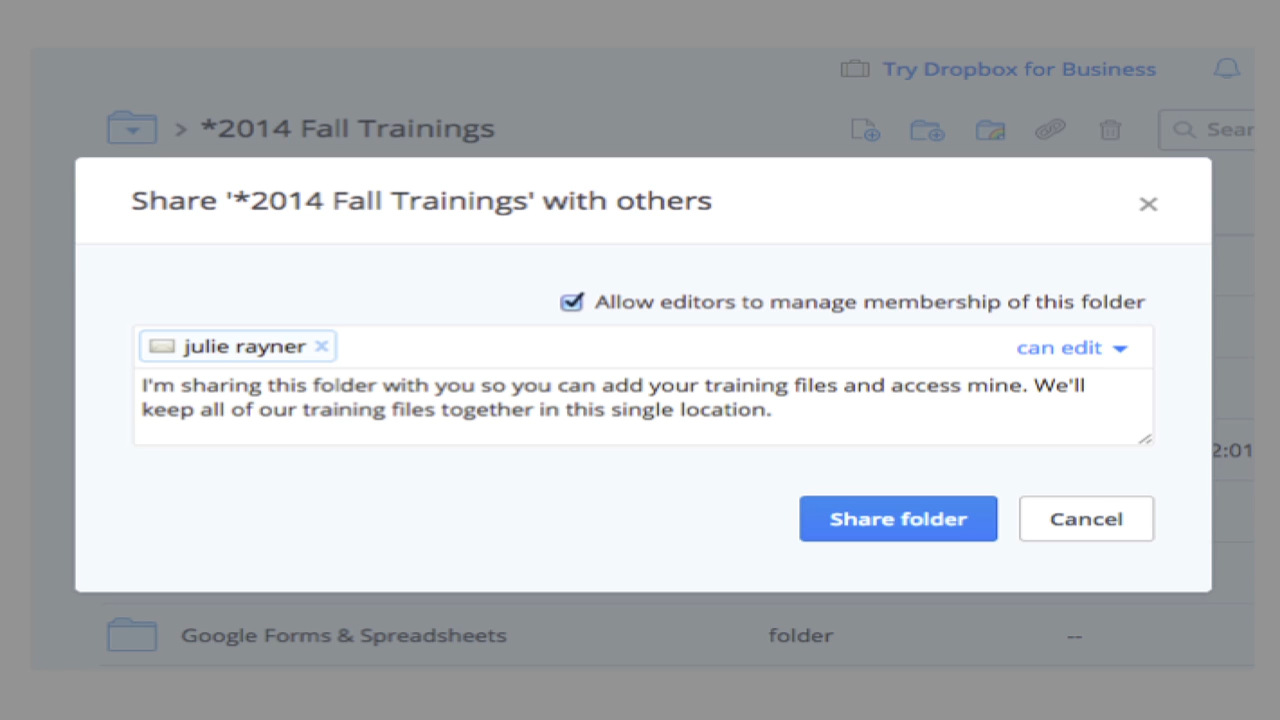 Try Dropbox for Business
> *2014 Fall Trainings
Sear
Share '*2014 Fall Trainings' with others
×
Allow editors to manage membership of this folder
julie rayner ×
can edit
I'm sharing this folder with you so you can add your training files and access mine. We'll
keep all of our training files together in this single location.
2:01
Share folder
Cancel
Google Forms & Spreadsheets
folder
--